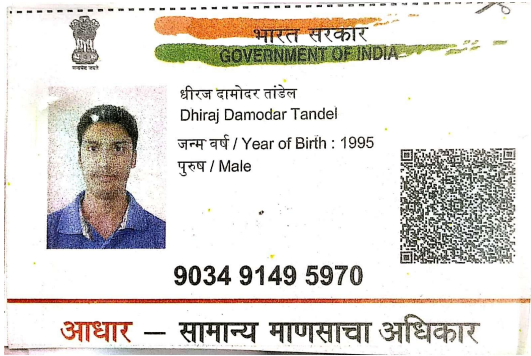 भारत सरकार
GOVERNMENT OF INDIA
धीरज दामोदर तांडेल
Dhiraj Damodar Tandel
जन्म वर्ष / Year of Birth : 1995
पुरुष / Male
9034 9149 5970
आधार — सामान्य माणसाचा अधिकार